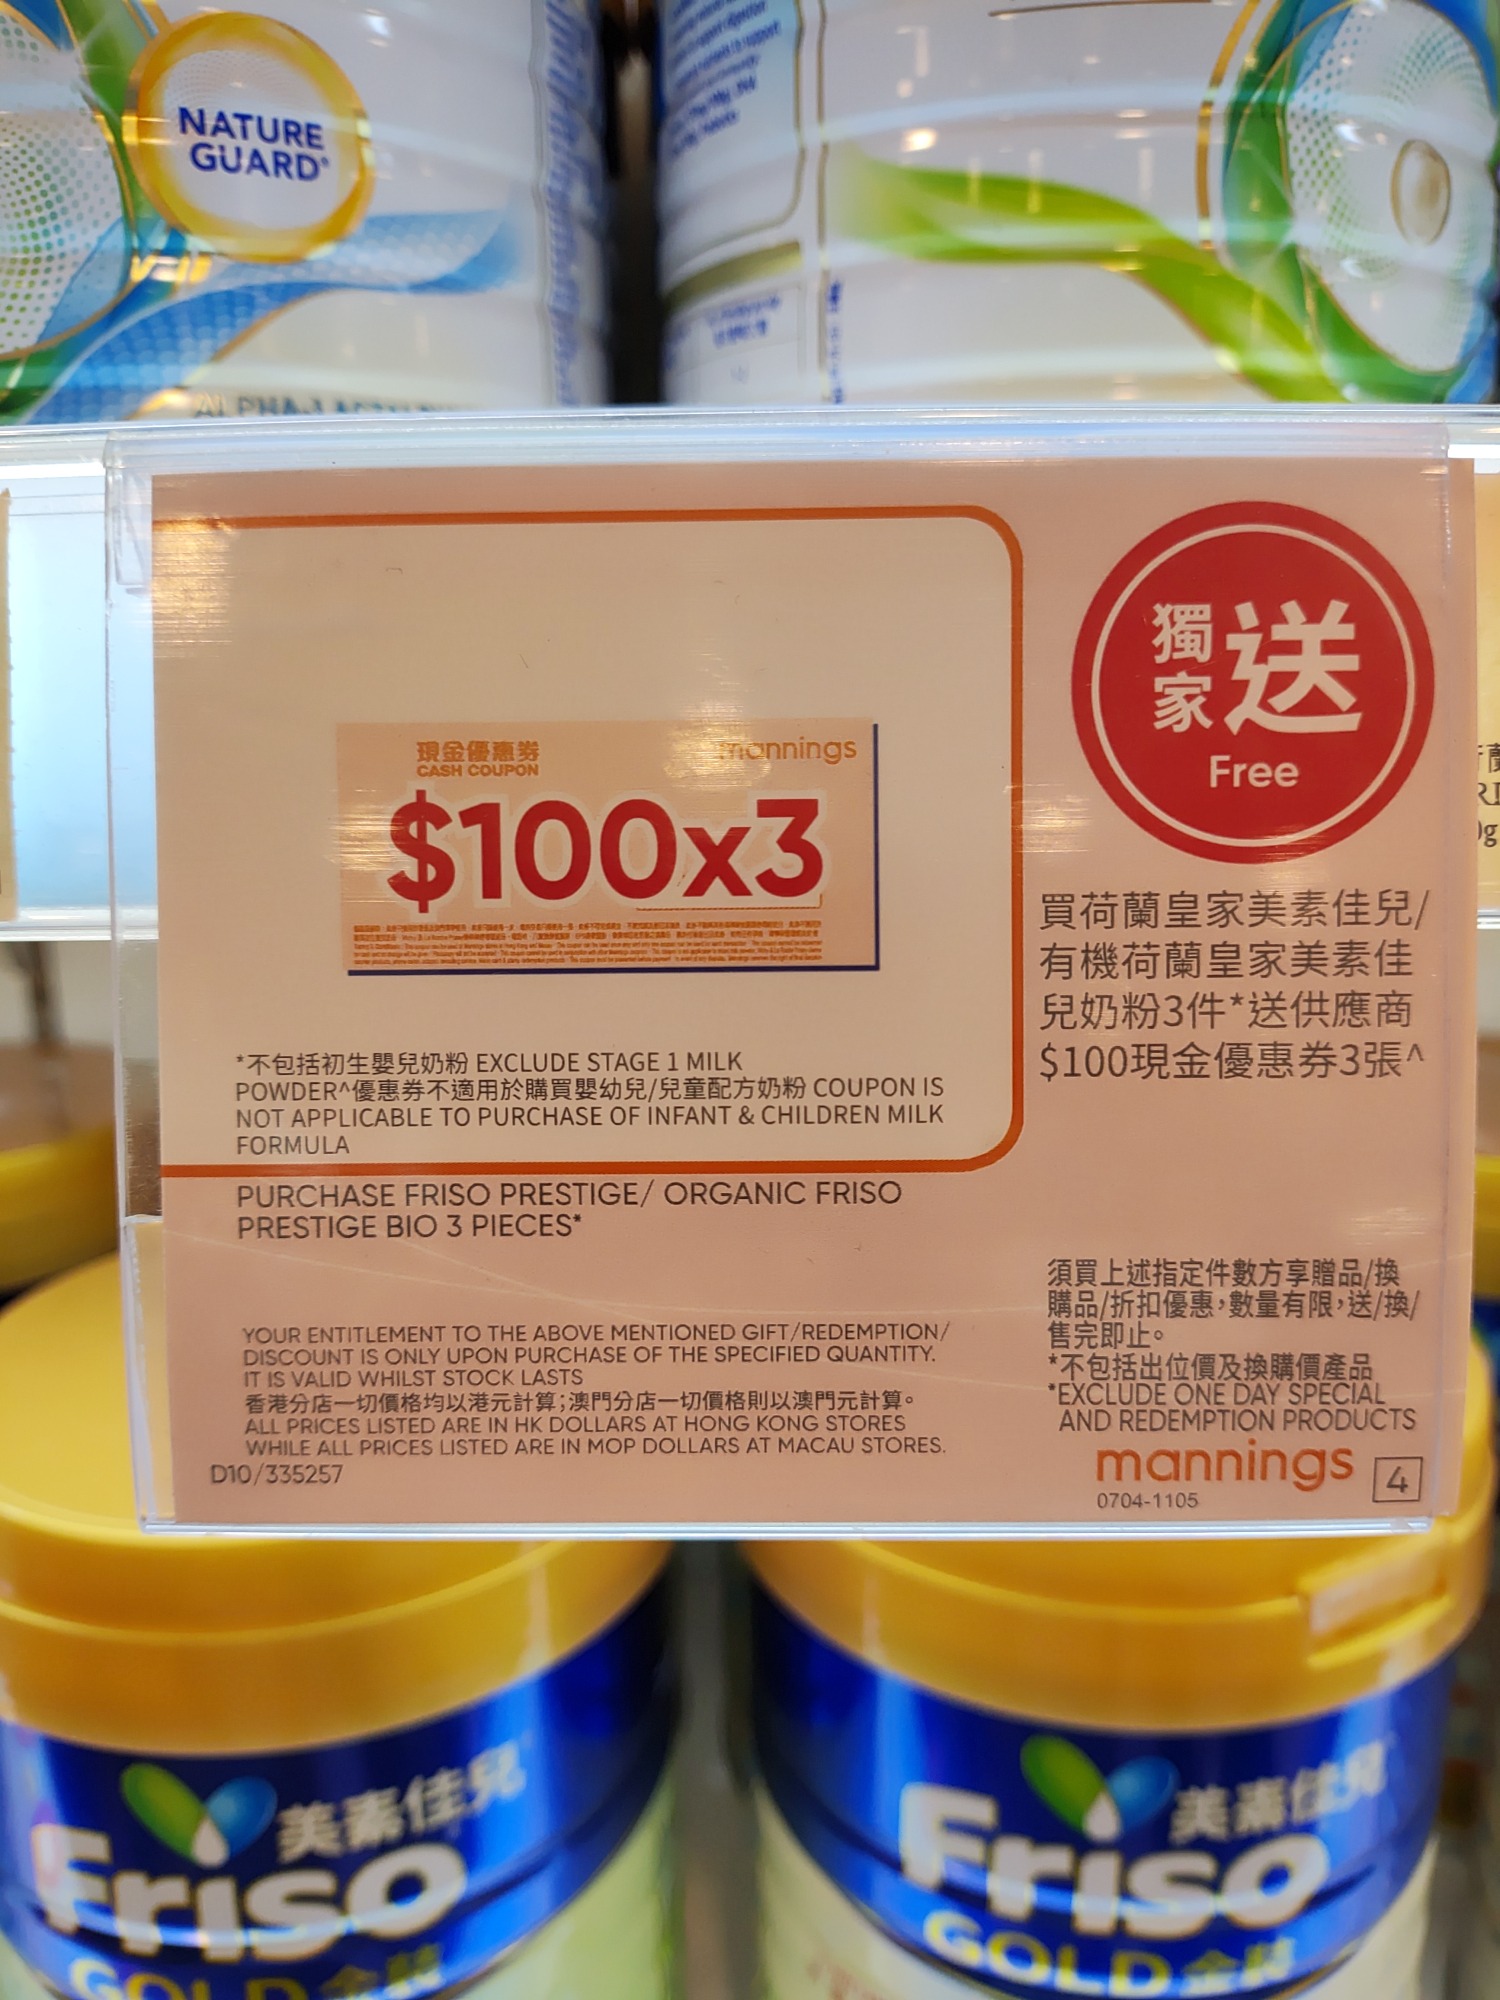 NATURE
GUARD®
現金優惠券
CASH COUPON
mannings
$100x3
獨家送
Free
買荷蘭皇家美素佳兒/
有機荷蘭皇家美素佳
兒奶粉3件*送供應商
$100現金優惠券3張^
*不包括初生嬰兒奶粉 EXCLUDE STAGE 1 MILK
POWDER^優惠券不適用於購買嬰幼兒/兒童配方奶粉 COUPON IS
NOT APPLICABLE TO PURCHASE OF INFANT & CHILDREN MILK
FORMULA
PURCHASE FRISO PRESTIGE/ ORGANIC FRISO
PRESTIGE BIO 3 PIECES*
YOUR ENTITLEMENT TO THE ABOVE MENTIONED GIFT/REDEMPTION/
DISCOUNT IS ONLY UPON PURCHASE OF THE SPECIFIED QUANTITY.
IT IS VALID WHILST STOCK LASTS
香港分店一切價格均以港元計算;澳門分店一切價格則以澳門元計算。
ALL PRICES LISTED ARE IN HK DOLLARS AT HONG KONG STORES
WHILE ALL PRICES LISTED ARE IN MOP DOLLARS AT MACAU STORES.
D10/335257
須買上述指定件數方享贈品/換
購品/折扣優惠,數量有限,送/換/
售完即止。
*不包括出位價及換購價產品
*EXCLUDE ONE DAY SPECIAL
AND REDEMPTION PRODUCTS
mannings
4
0704-1105
美素佳兒
Friso
GOLD 金裝
美素佳兒
Friso
GOLD 金裝